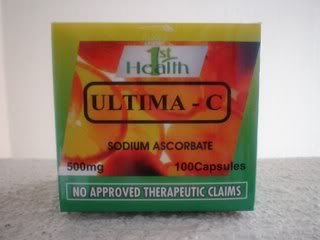 1st
Health
ULTIMA - C
SODIUM ASCORBATE
500mg 100Capsules
NO APPROVED THERAPEUTIC CLAIMS